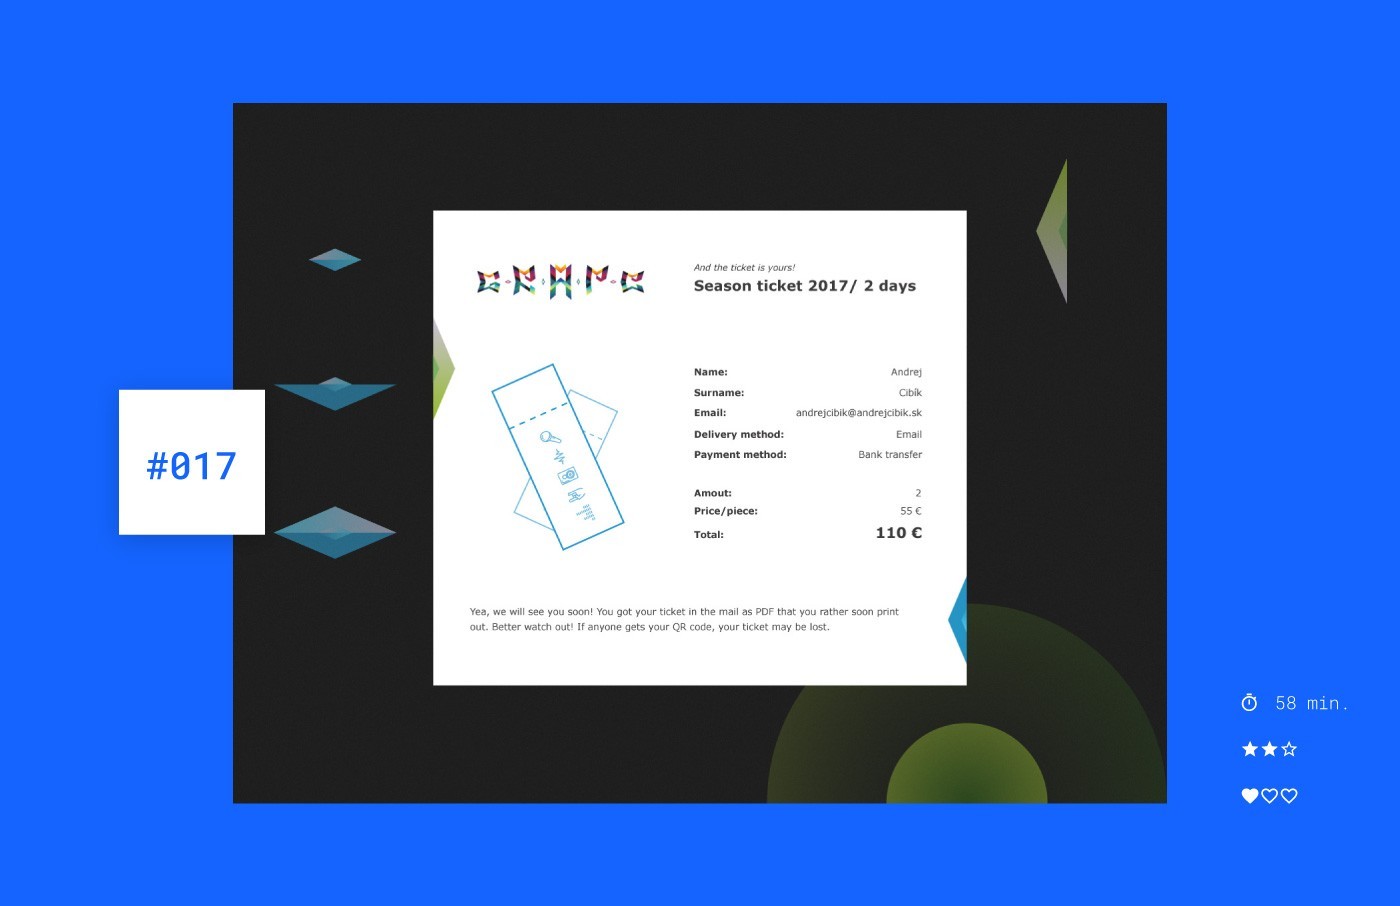 GRAPE
And the ticket is yours!
Season ticket 2017/ 2 days
Name: Andrej
Surname: Cibík
Email: andrejcibik@andrejcibik.sk
Delivery method: Email
Payment method: Bank transfer
Amout: 2
Price/piece: 55 €
Total: 110 €
Yea, we will see you soon! You got your ticket in the mail as PDF that you rather soon print
out. Better watch out! If anyone gets your QR code, your ticket may be lost.
#017
58 min.